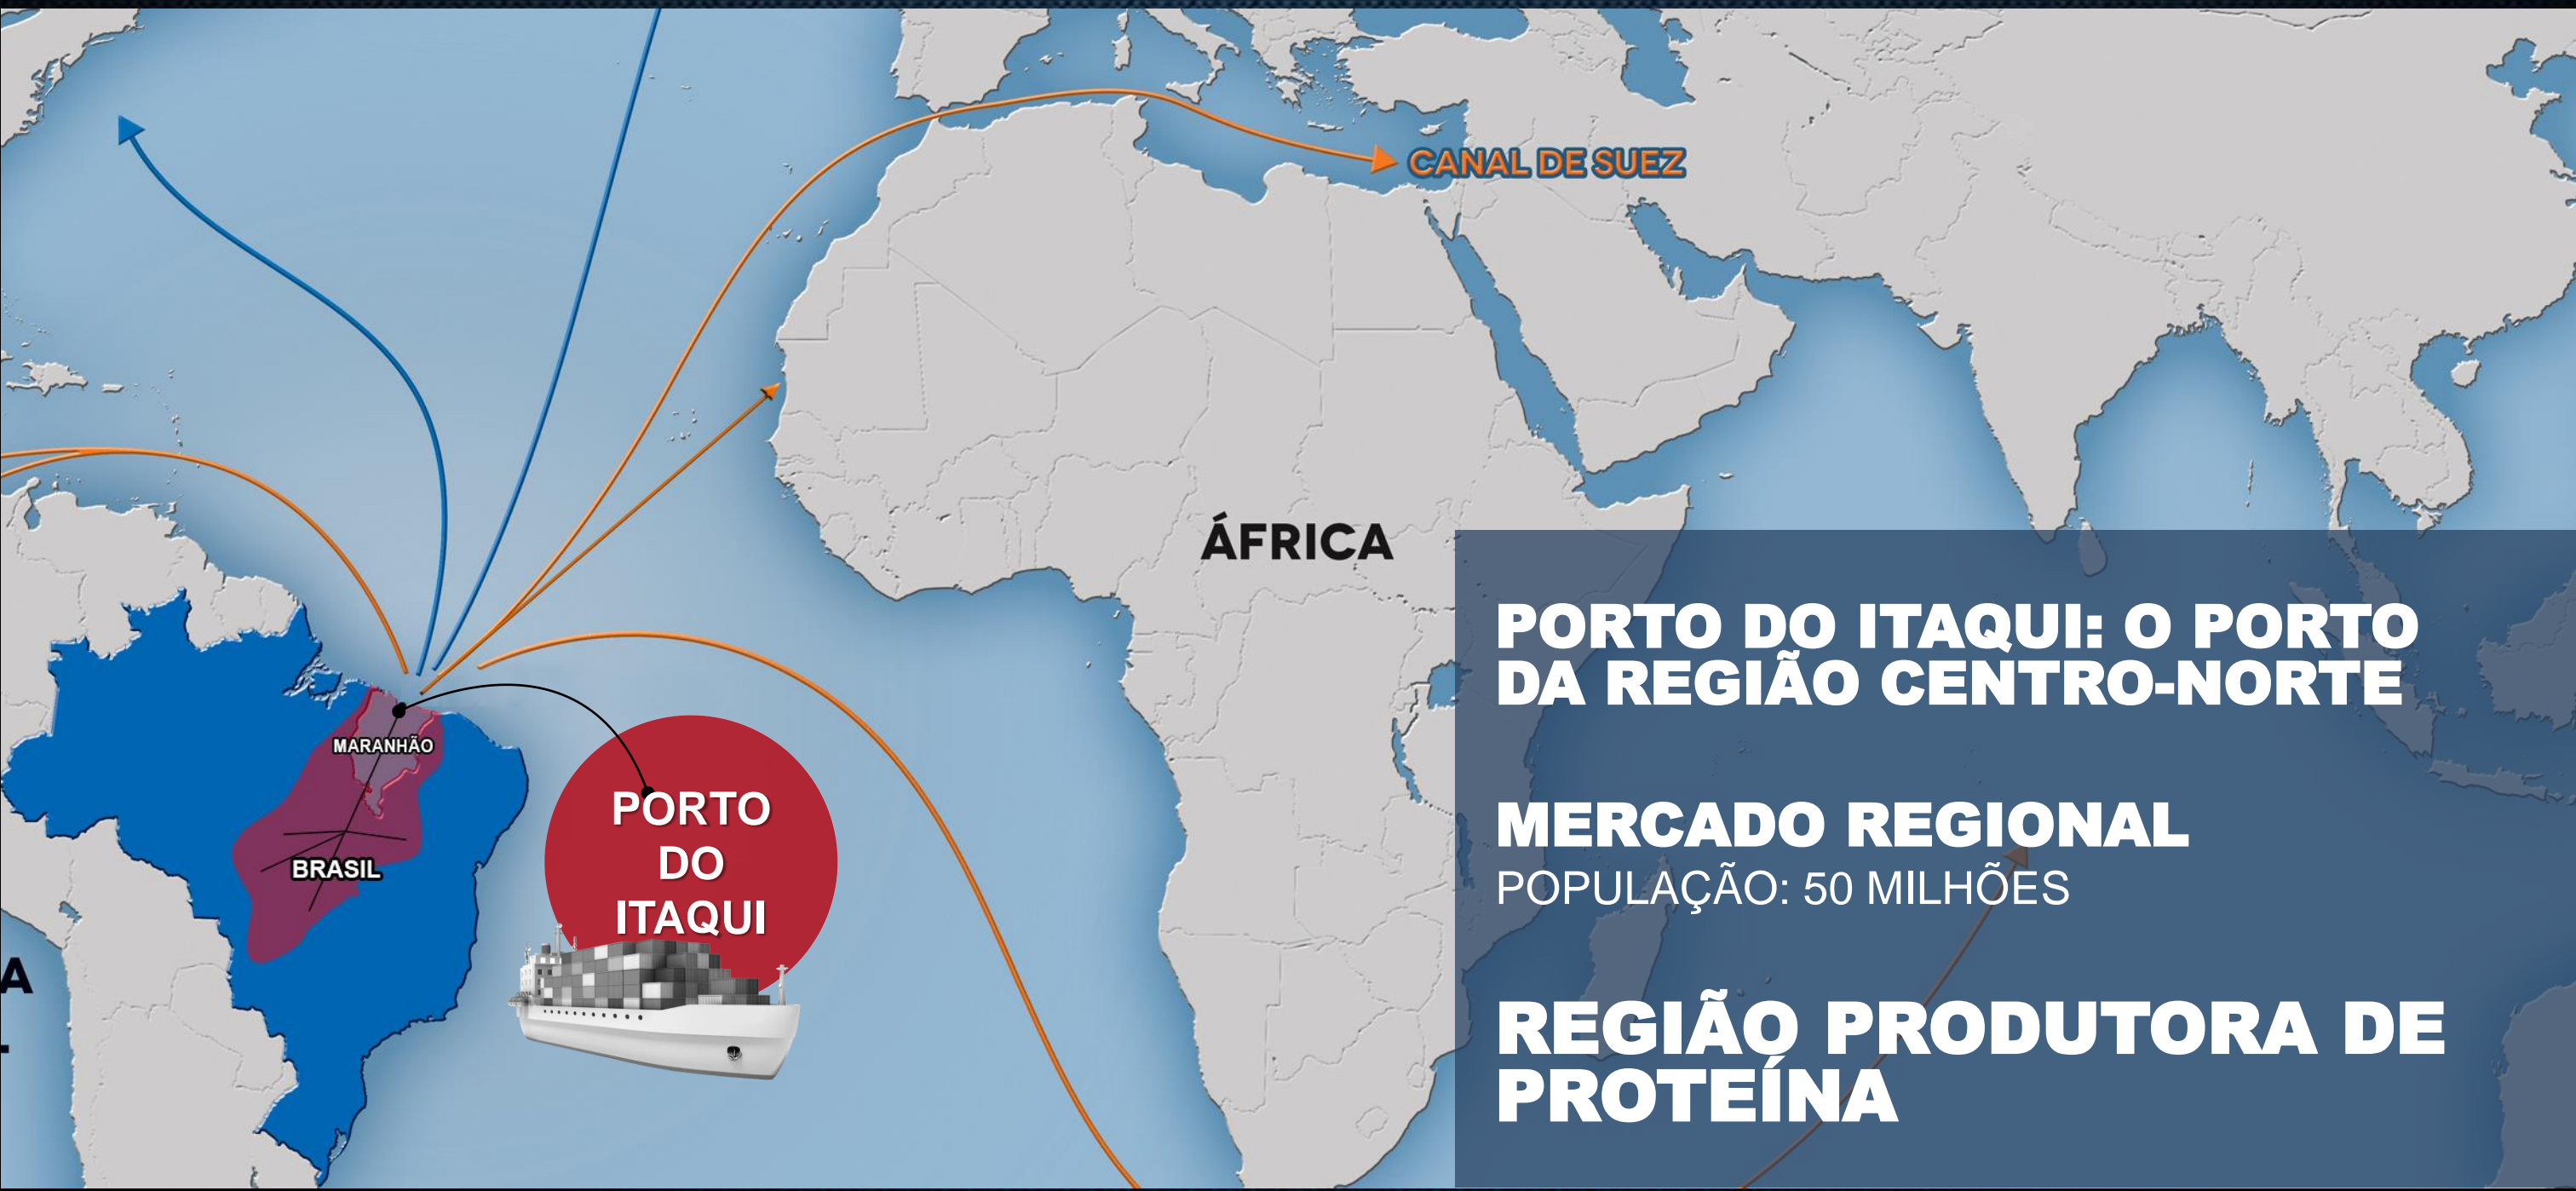 CANAL DE SUEZ
ÁFRICA
MARANHÃO
BRASIL
PORTO
DO
ITAQUI
A
PORTO DO ITAQUI: O PORTO
DA REGIÃO CENTRO-NORTE
MERCADO REGIONAL
POPULAÇÃO: 50 MILHÕES
REGIÃO PRODUTORA DE
PROTEÍNA